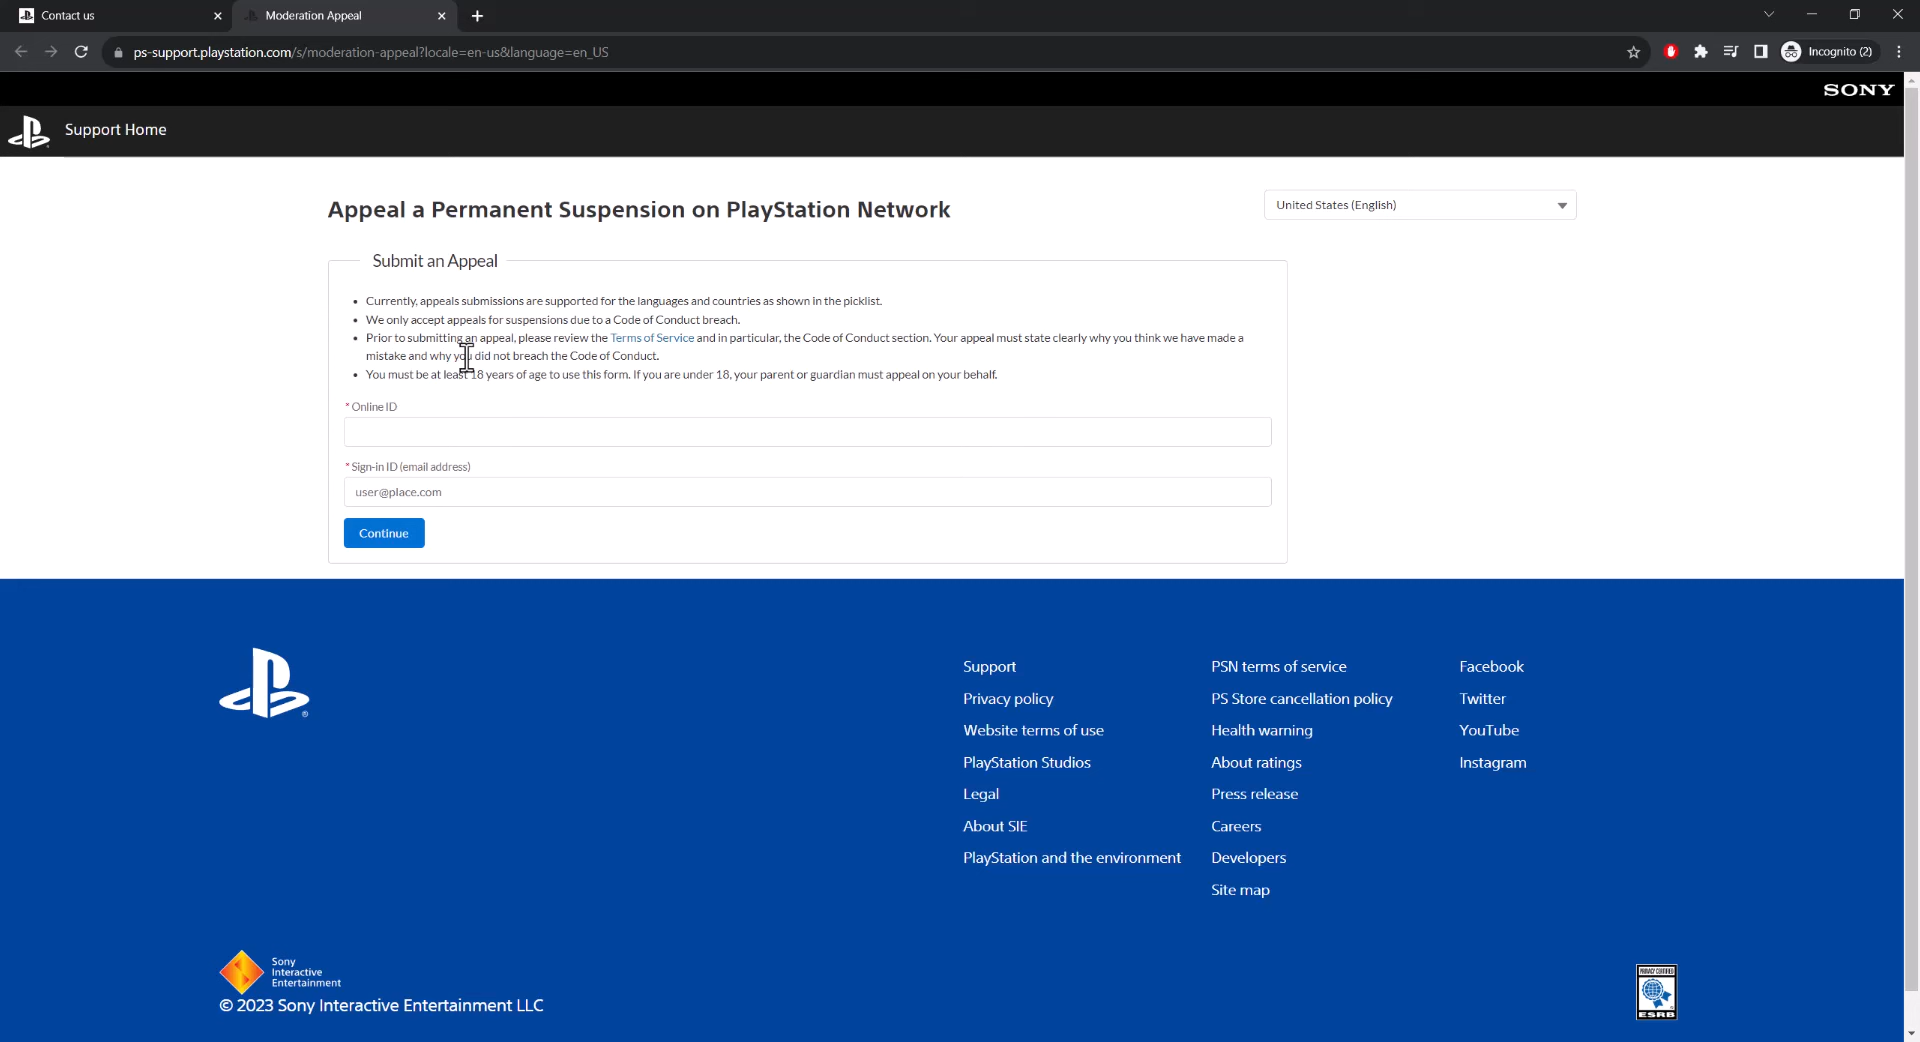 Contact us
Moderation Appeal
ps-support.playstation.com/s/moderation-appeal?locale=en-us&language=en_US
Incognito (2)
SONY
Support Home
Appeal a Permanent Suspension on PlayStation Network
United States (English)
Submit an Appeal
• Currently, appeals submissions are supported for the languages and countries as shown in the picklist.
• We only accept appeals for suspensions due to a Code of Conduct breach.
• Prior to submitting an appeal, please review the Terms of Service and in particular, the Code of Conduct section. Your appeal must state clearly why you think we have made a
mistake and why you did not breach the Code of Conduct.
• You must be at least 18 years of age to use this form. If you are under 18, your parent or guardian must appeal on your behalf.
* Online ID
* Sign-in ID (email address)
user@place.com
Continue
Support
PSN terms of service
Facebook
Privacy policy
PS Store cancellation policy
Twitter
Website terms of use
Health warning
YouTube
PlayStation Studios
About ratings
Instagram
Legal
Press release
About SIE
Careers
PlayStation and the environment
Developers
Site map
Sony
Interactive
Entertainment
© 2023 Sony Interactive Entertainment LLC
PRIVACY CERTIFIED
ESRB